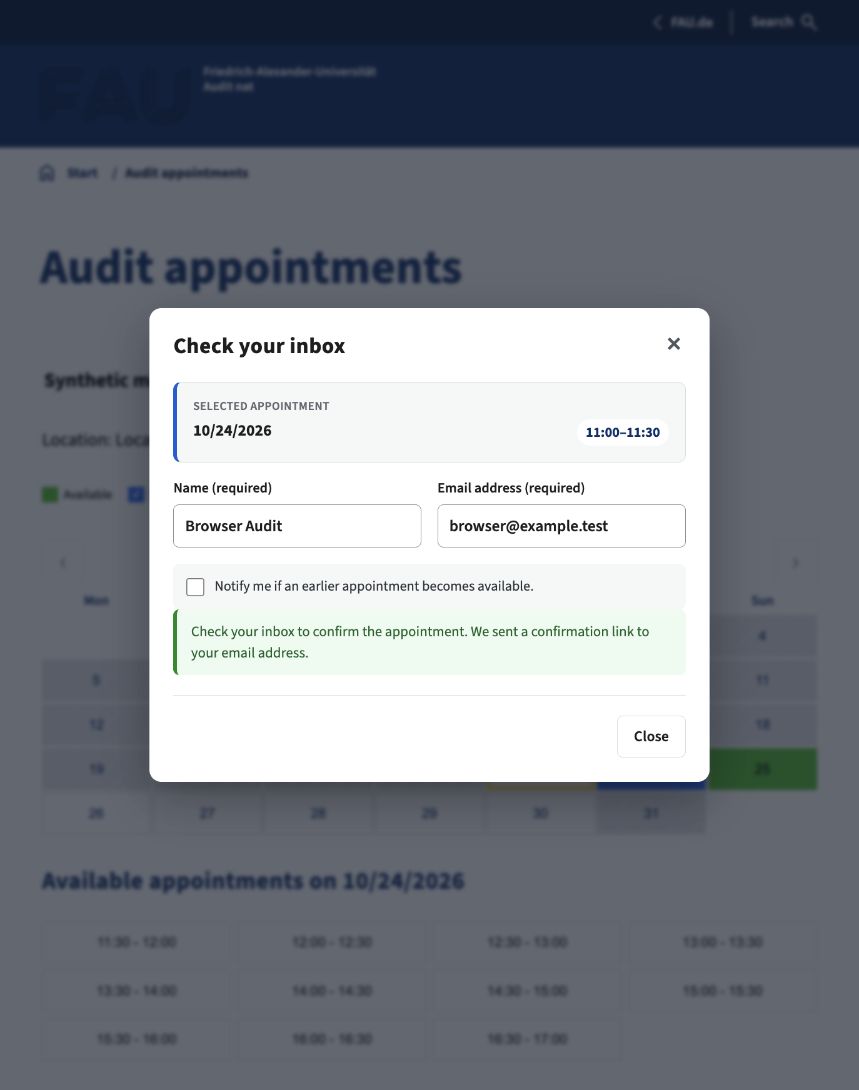 FAU.de
Search
FAU
Friedrich-Alexander-Universität
Audit nat
Start / Audit appointments
Audit appointments
Check your inbox
Synthetic
SELECTED APPOINTMENT
10/24/2026
11:00–11:30
Location:
Name (required)
Email address (required)
Available
Browser Audit
browser@example.test
Notify me if an earlier appointment becomes available.
Mon
Sun
4
Check your inbox to confirm the appointment. We sent a confirmation link to
your email address.
5
11
12
18
Close
19
25
26 27 28 29 30 31
Available appointments on 10/24/2026
11:30 - 12:00 12:00 - 12:30 12:30 - 13:00 13:00 - 13:30
13:30 - 14:00 14:00 - 14:30 14:30 - 15:00 15:00 - 15:30
15:30 - 16:00 16:00 - 16:30 16:30 - 17:00